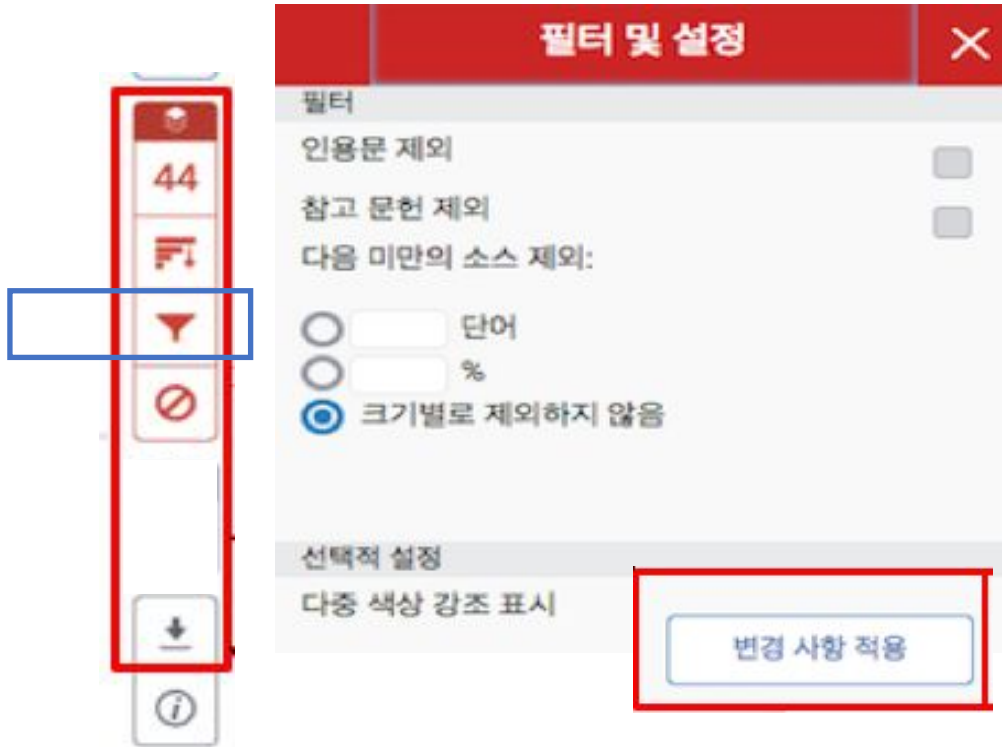 44
필터 및 설정
필터
인용문 제외
참고 문헌 제외
다음 미만의 소스 제외:
단어
%
크기별로 제외하지 않음
선택적 설정
다중 색상 강조 표시
변경 사항 적용